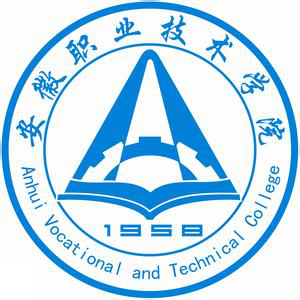 安徽职业技术学院
1958
Anhui Vocational and Technical College